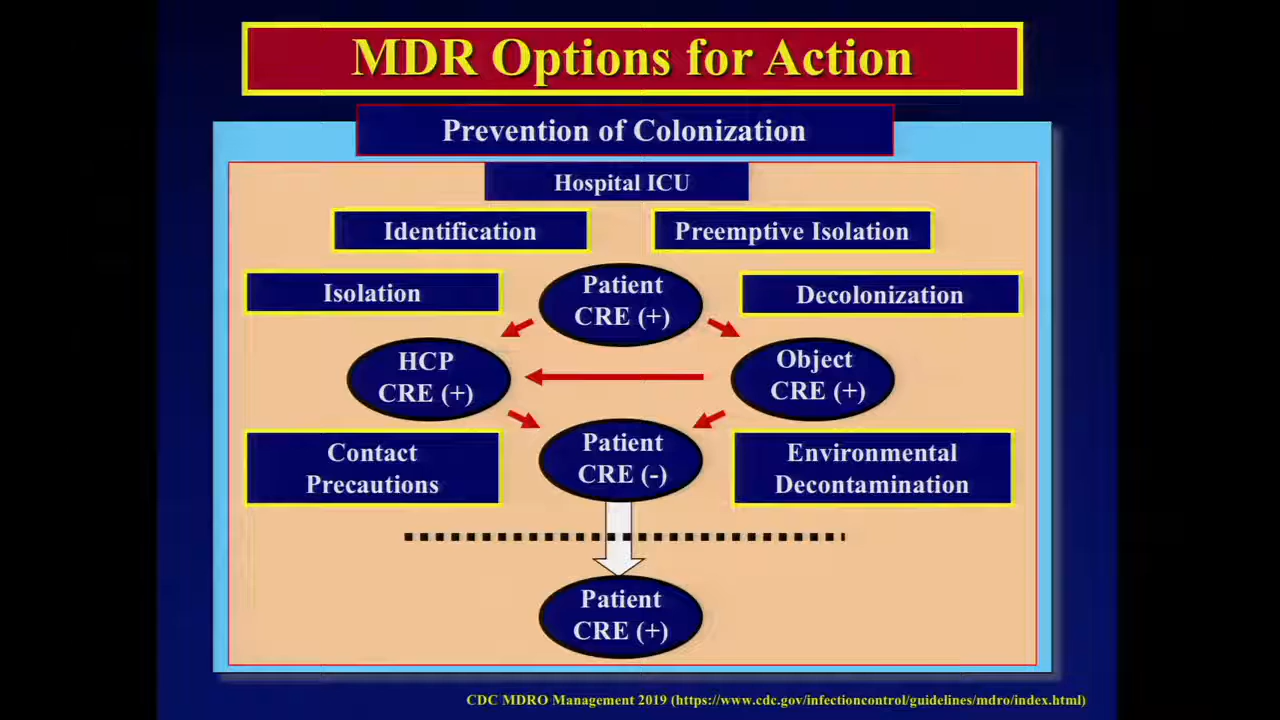 MDR Options for Action
Prevention of Colonization
Hospital ICU
Identification
Preemptive Isolation
Isolation
Patient
CRE (+)
Decolonization
HCP
CRE (+)
Object
CRE (+)
Contact
Precautions
Patient
CRE (-)
Environmental
Decontamination
Patient
CRE (+)
CDC MDRO Management 2019 (https://www.cdc.gov/infectioncontrol/guidelines/mdro/index.html)